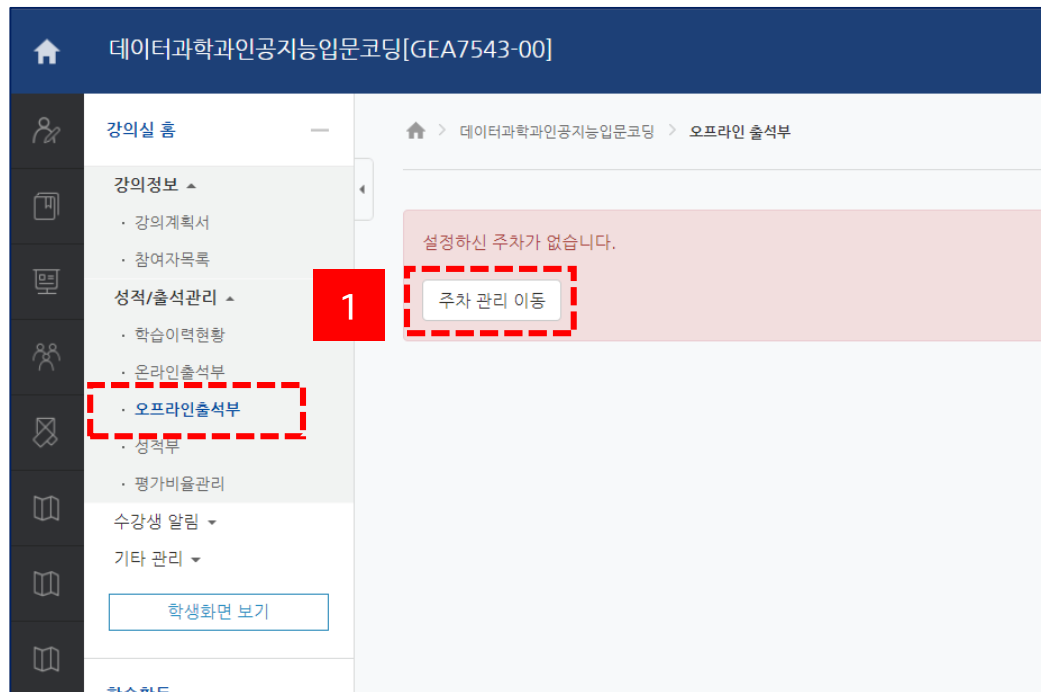 데이터과학과인공지능입문코딩[GEA7543-00]
강의실 홈
데이터과학과인공지능입문코딩 > 오프라인 출석부
강의정보
· 강의계획서
· 참여자목록
성적/출석관리
· 학습이력현황
· 온라인출석부
· 오프라인출석부
· 성적부
· 평가비율관리
수강생 알림
기타 관리
학생화면 보기
설정하신 주차가 없습니다.
1
주차 관리 이동